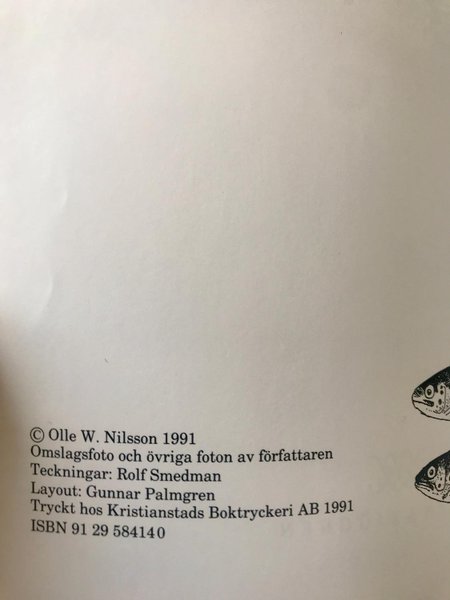 © Olle W. Nilsson 1991
Omslagsfoto och övriga foton av författaren
Teckningar: Rolf Smedman
Layout: Gunnar Palmgren
Tryckt hos Kristianstads Boktryckeri AB 1991
ISBN 91 29 584140